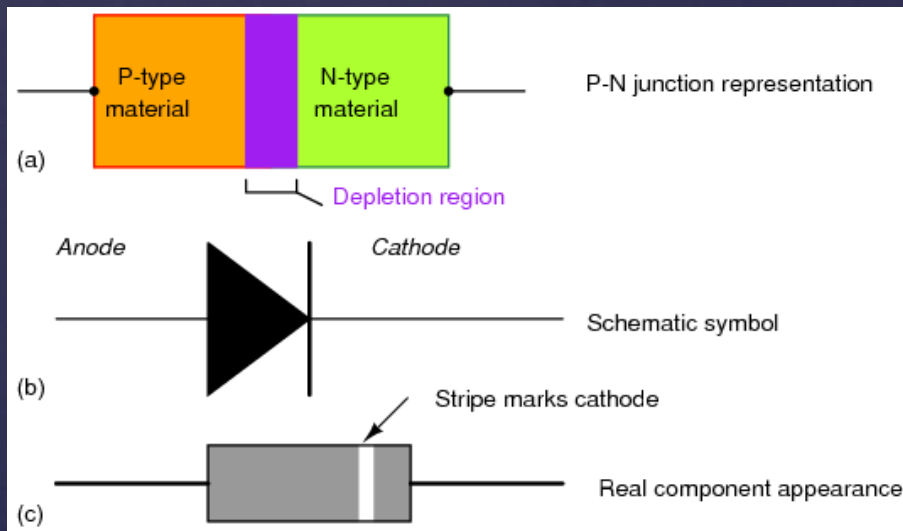 P-type
material
N-type
material
P-N junction representation
(a)
Depletion region
Anode
Cathode
Schematic symbol
(b)
Stripe marks cathode
Real component appearance
(c)